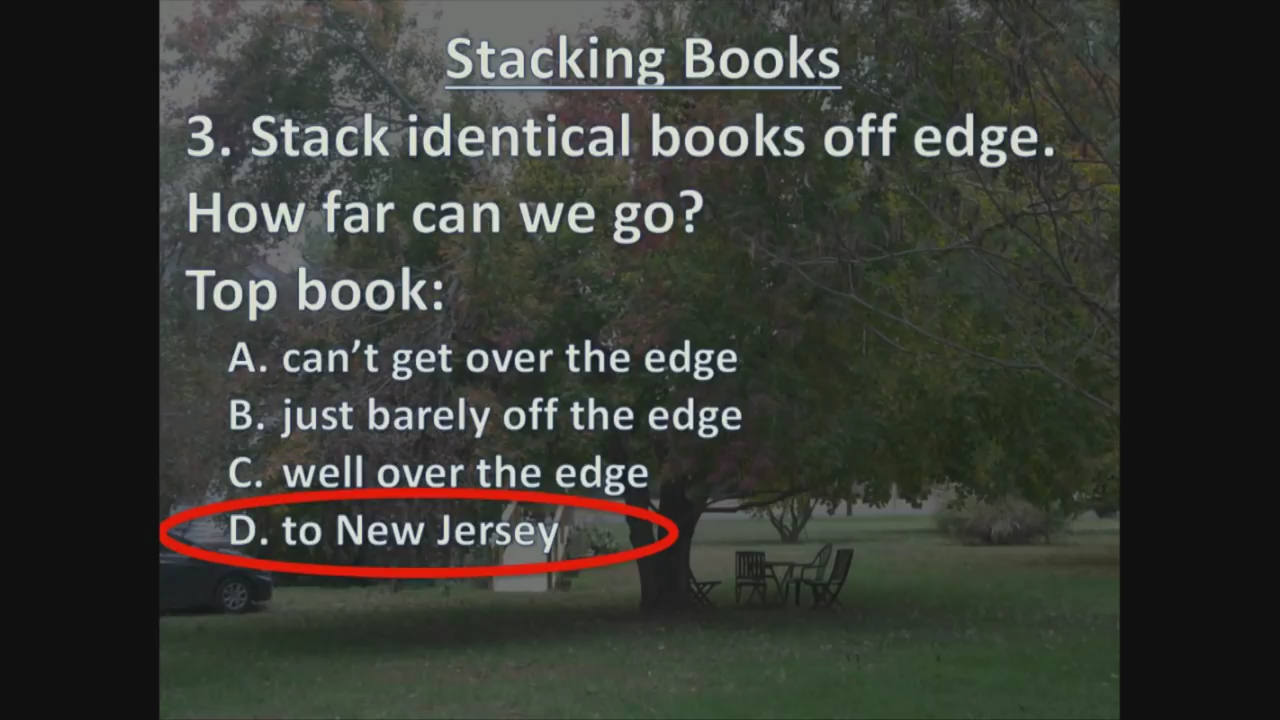 Stacking Books
3. Stack identical books off edge.
How far can we go?
Top book:
A. can't get over the edge
B. just barely off the edge
C. well over the edge
D. to New Jersey